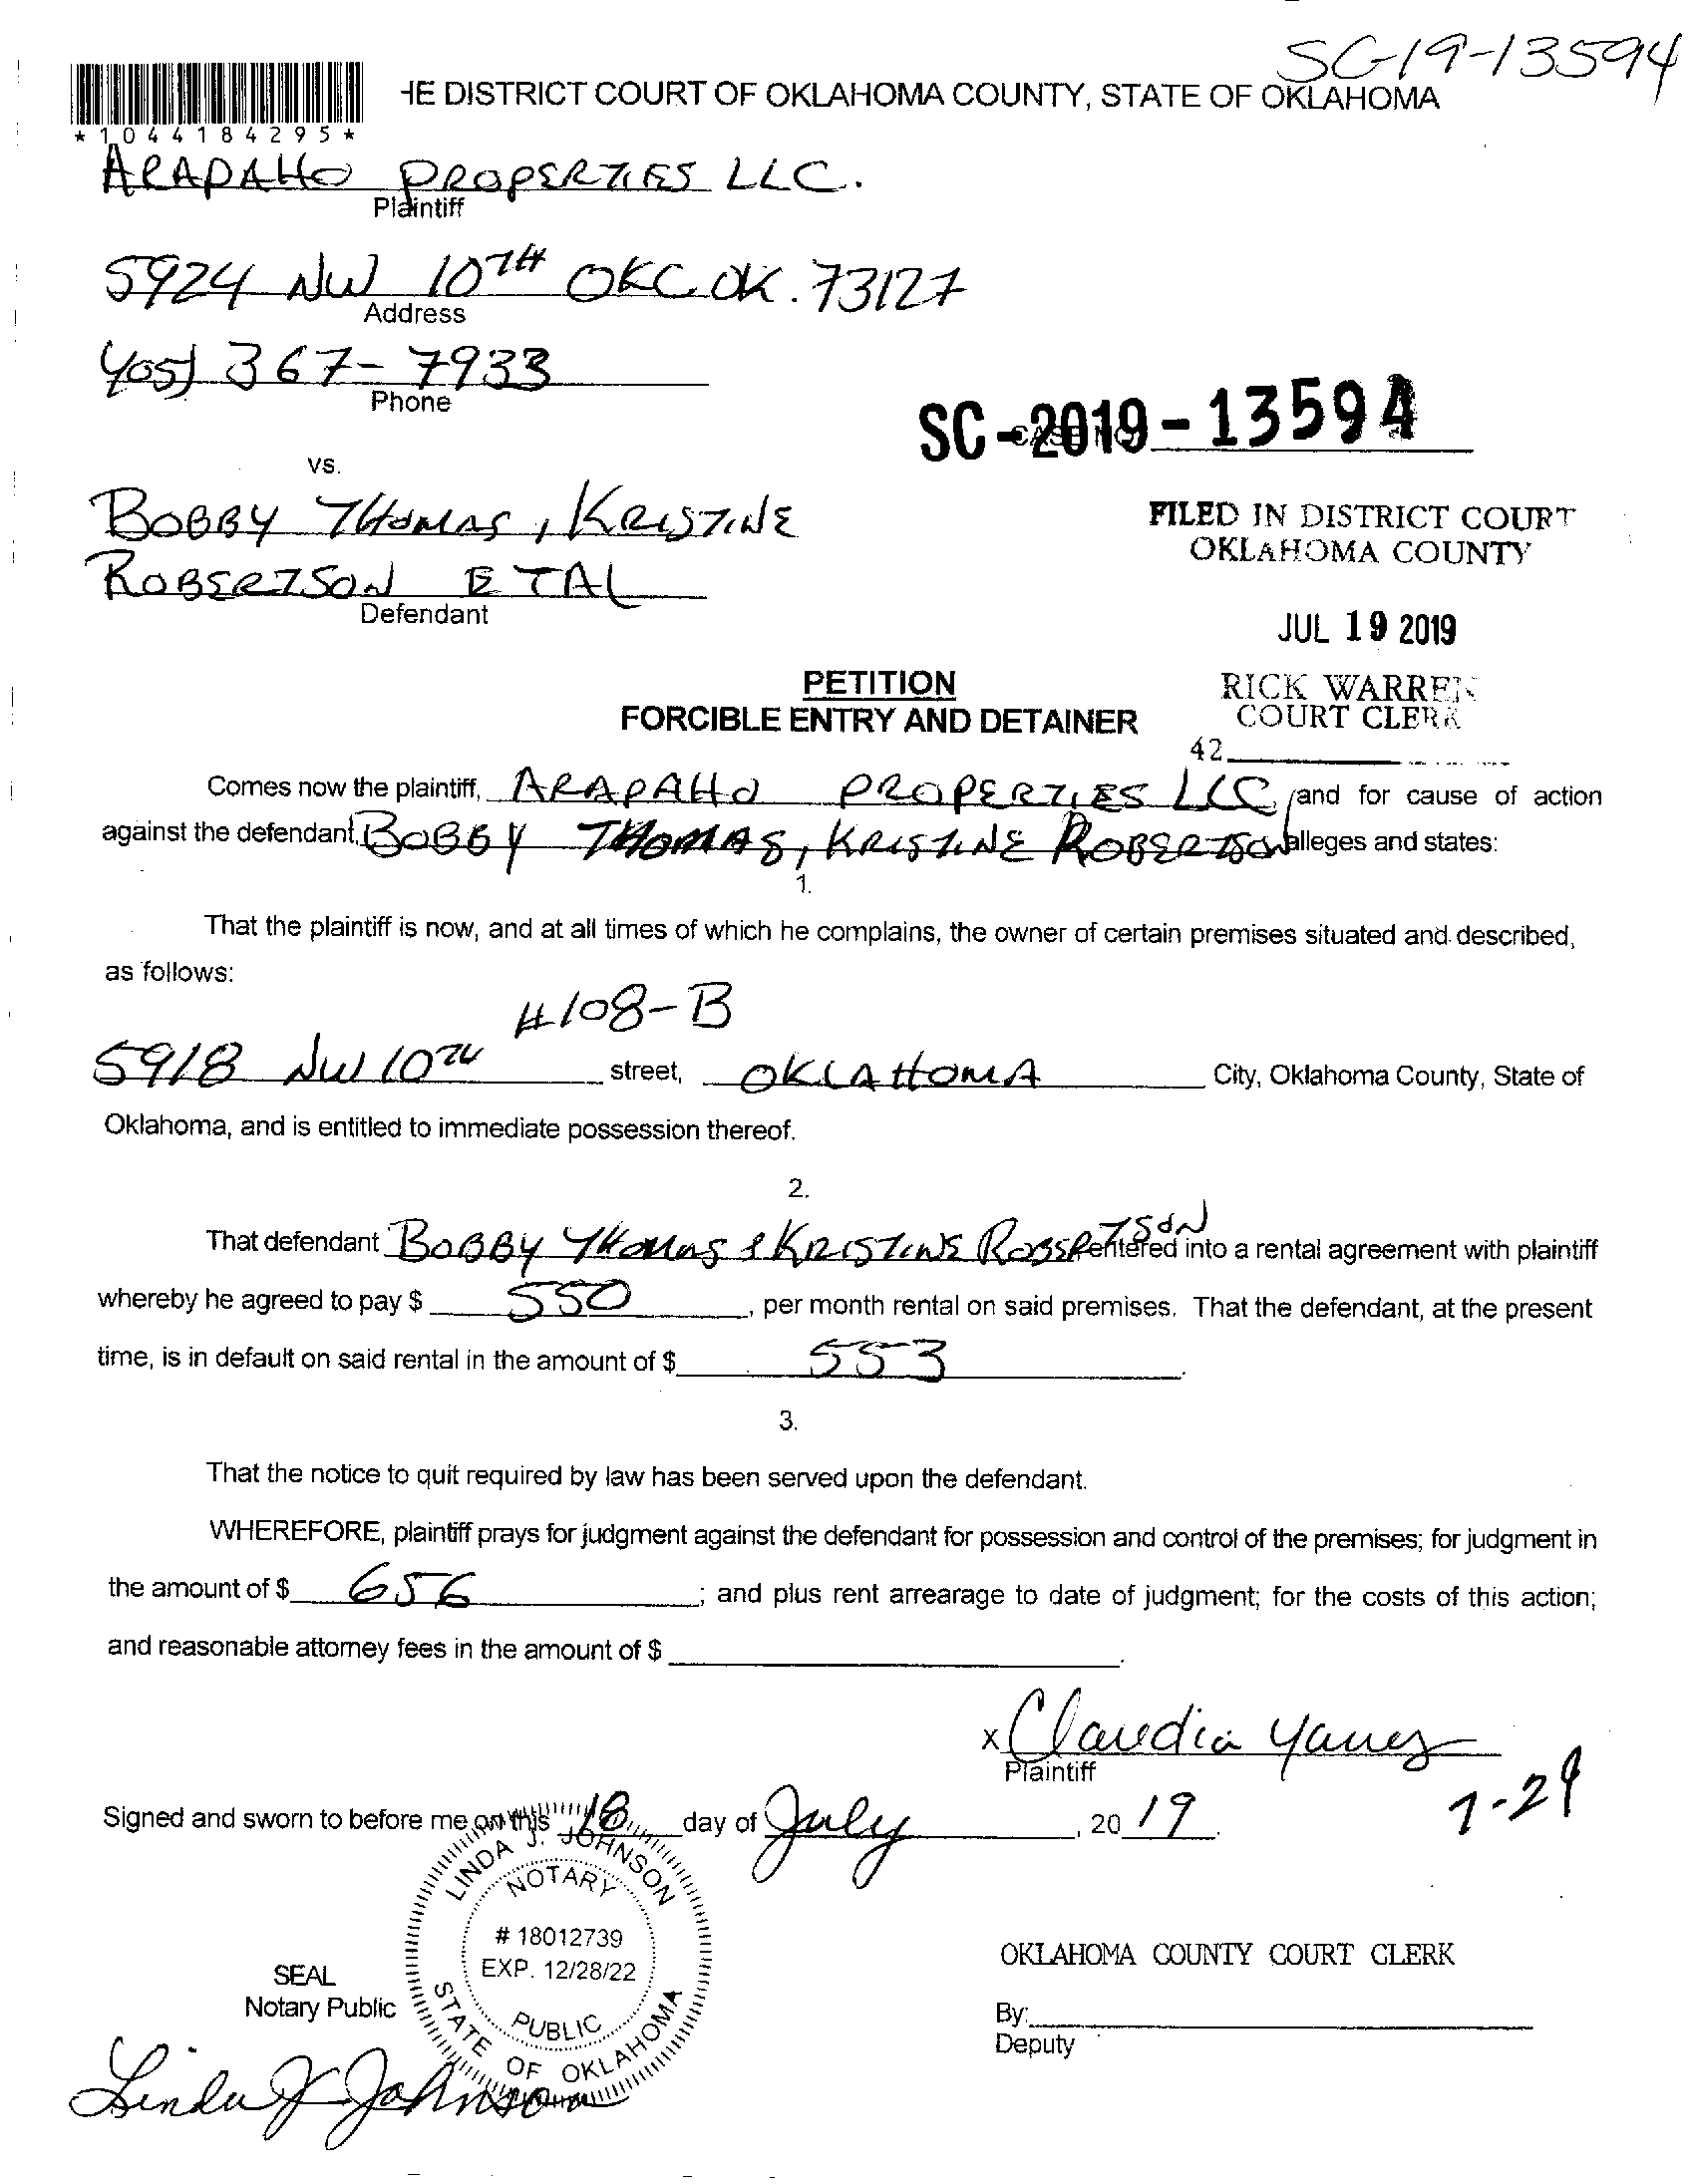 SC-19-13594
HE DISTRICT COURT OF OKLAHOMA COUNTY, STATE OF OKLAHOMA
*1044184295*
ARAPAHO PROPERTIES LLC.
Plaintiff
5924 NW 10TH OKC OK. 73127
Address
405) 367-7933
Phone
SC-2019-13594
CASE NO.
vs.
BOBBY THOMAS, KRISTINE
ROBERTSON ETAL
Defendant
FILED IN DISTRICT COURT
OKLAHOMA COUNTY
JUL 19 2019
PETITION
FORCIBLE ENTRY AND DETAINER
RICK WARREN
COURT CLERK
42
Comes now the plaintiff, ARAPAHO PROPERTIES LLC, and for cause of action
against the defendant, BOBBY THOMAS, KRISTINE ROBERTSON alleges and states:
1.
That the plaintiff is now, and at all times of which he complains, the owner of certain premises situated and described,
as follows:
#108-B
5918 NW 10TH street, OKLAHOMA City, Oklahoma County, State of
Oklahoma, and is entitled to immediate possession thereof.
2.
That defendant BOBBY THOMAS & KRISTINE ROBERTSON entered into a rental agreement with plaintiff
whereby he agreed to pay $ 550, per month rental on said premises. That the defendant, at the present
time, is in default on said rental in the amount of $ 553.
3.
That the notice to quit required by law has been served upon the defendant.
WHEREFORE, plaintiff prays for judgment against the defendant for possession and control of the premises; for judgment in
the amount of $ 656; and plus rent arrearage to date of judgment; for the costs of this action;
and reasonable attorney fees in the amount of $ .
x Claudia Yanez
Plaintiff
7-29
Signed and sworn to before me on this 18 day of July, 2019.
LINDA J. JOHNSON
NOTARY
# 18012739
EXP. 12/28/22
PUBLIC
STATE OF OKLAHOMA
SEAL
Notary Public
Linda J Johnson
OKLAHOMA COUNTY COURT CLERK
By:
Deputy